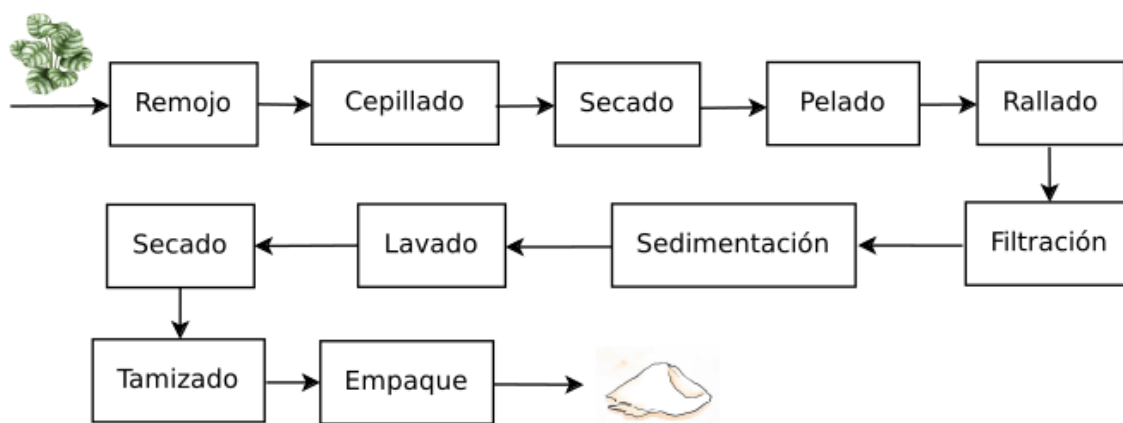 Remojo
Cepillado
Secado
Pelado
Rallado
Filtración
Sedimentación
Lavado
Secado
Tamizado
Empaque